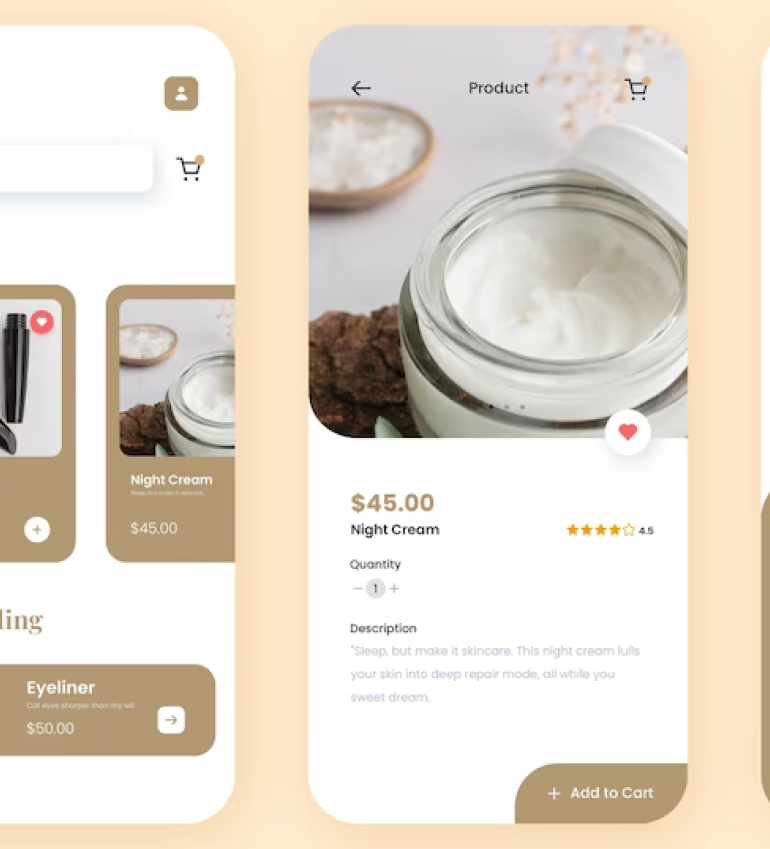 Night Cream
Sleep, but make it skincare
$45.00
ling
Eyeliner
Cat eyes sharper than my wit.
$50.00
Product
$45.00
Night Cream
4.5
Quantity
− 1 +
Description
"Sleep, but make it skincare. This night cream lulls
your skin into deep repair mode, all while you
sweet dream.
+ Add to Cart